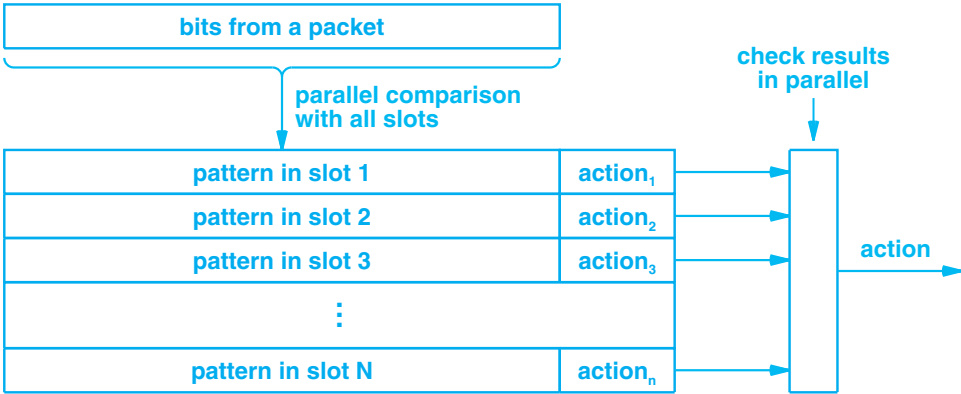 bits from a packet
check results
in parallel
parallel comparison
with all slots
pattern in slot 1 action₁
pattern in slot 2 action₂
pattern in slot 3 action₃
action
⋮
pattern in slot N actionₙ